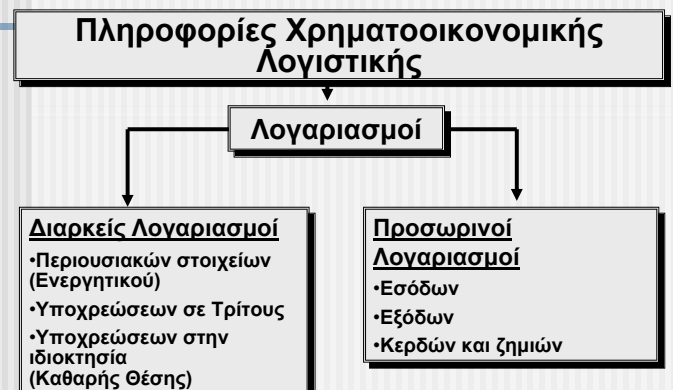 Πληροφορίες Χρηματοοικονομικής
Λογιστικής
Λογαριασμοί
Διαρκείς Λογαριασμοί
•Περιουσιακών στοιχείων
(Ενεργητικού)
•Υποχρεώσεων σε Τρίτους
•Υποχρεώσεων στην
ιδιοκτησία
(Καθαρής Θέσης)
Προσωρινοί
Λογαριασμοί
•Εσόδων
•Εξόδων
•Κερδών και ζημιών